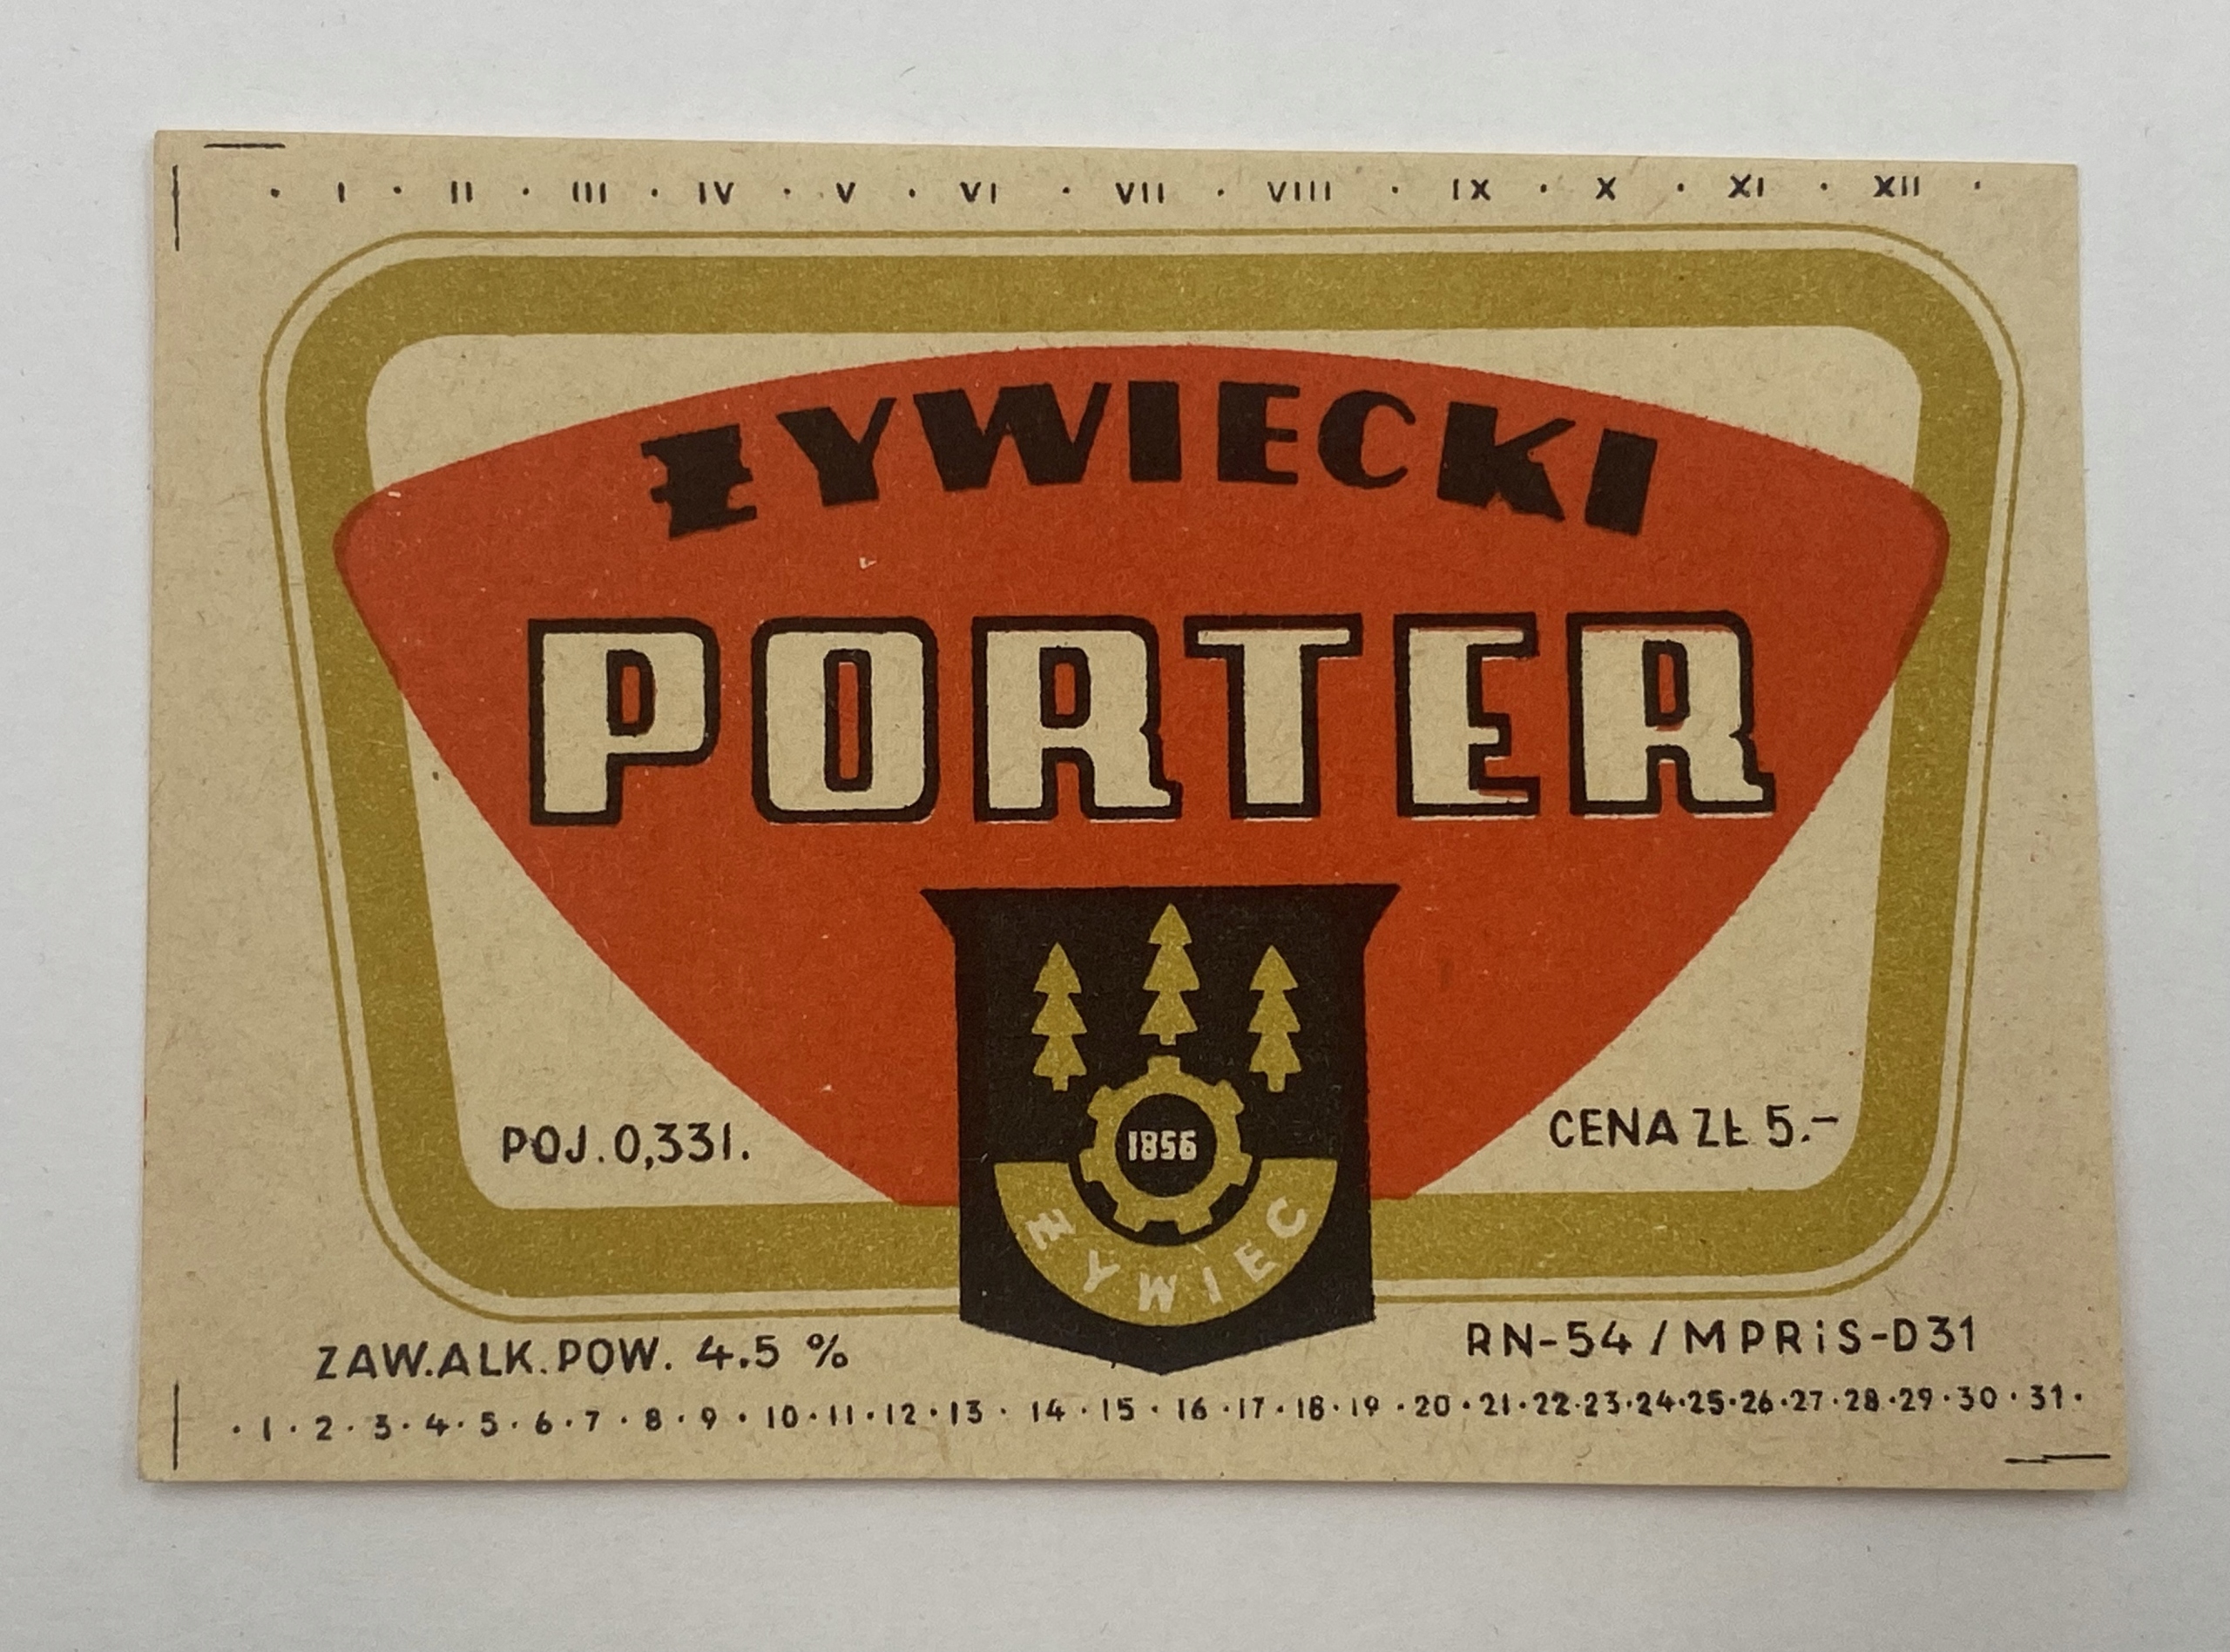 · I · II · III · IV · V · VI · VII · VIII · IX · X · XI · XII ·
ŻYWIECKI
PORTER
1856
ŻYWIEC
POJ. 0,33l.
CENA ZŁ 5.-
ZAW.ALK.POW. 4.5 %
RN-54/MPRiS-D31
· 1 · 2 · 3 · 4 · 5 · 6 · 7 · 8 · 9 · 10 · 11 · 12 · 13 · 14 · 15 · 16 · 17 · 18 · 19 · 20 · 21 · 22 · 23 · 24 · 25 · 26 · 27 · 28 · 29 · 30 · 31 ·